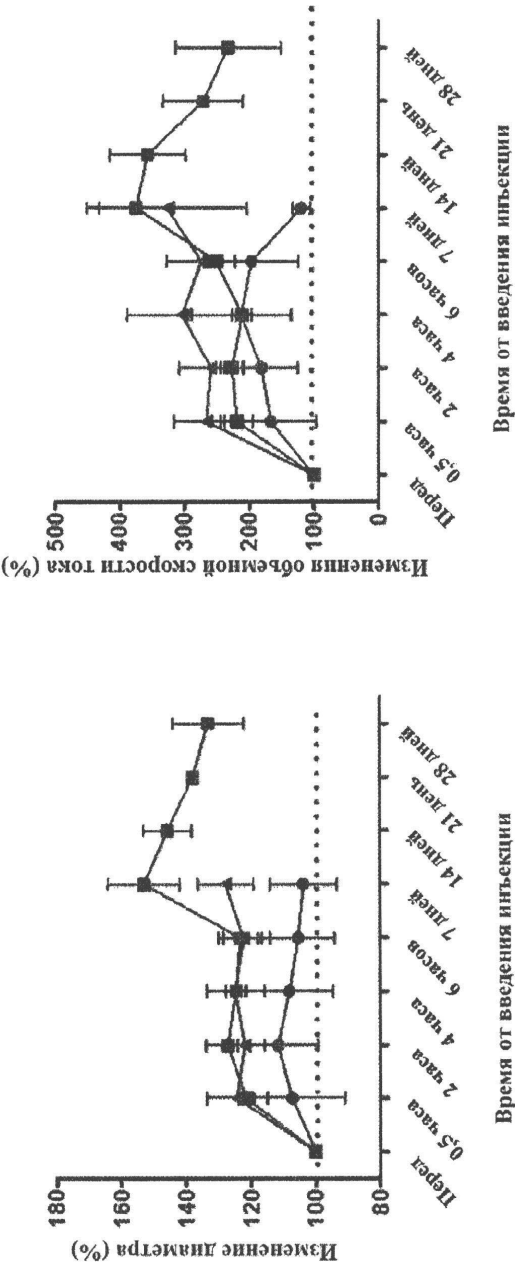 Изменение диаметра (%)
180
160
140
120
100
80
Перед
0,5 часа
2 часа
4 часа
6 часов
7 дней
14 дней
21 день
28 дней
Время от введения инъекции
Изменения объемной скорости тока (%)
500
400
300
200
100
0
Перед
0,5 часа
2 часа
4 часа
6 часов
7 дней
14 дней
21 день
28 дней
Время от введения инъекции